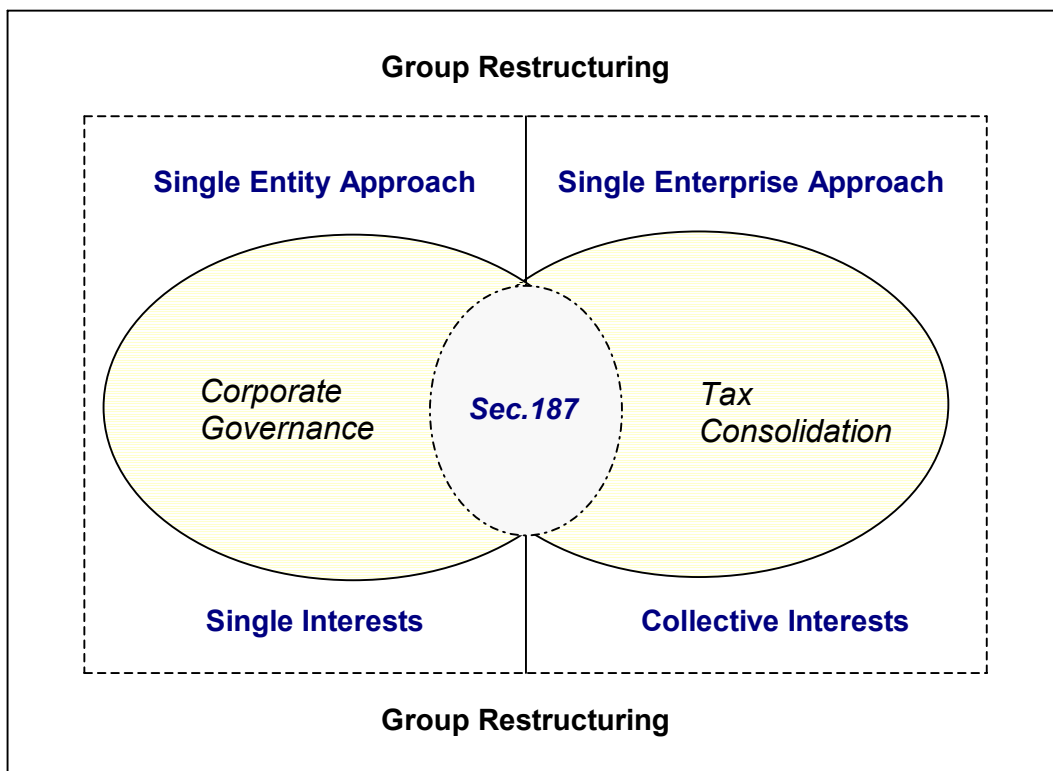 Group Restructuring
Single Entity Approach
Single Enterprise Approach
Corporate
Governance
Sec.187
Tax
Consolidation
Single Interests
Collective Interests
Group Restructuring